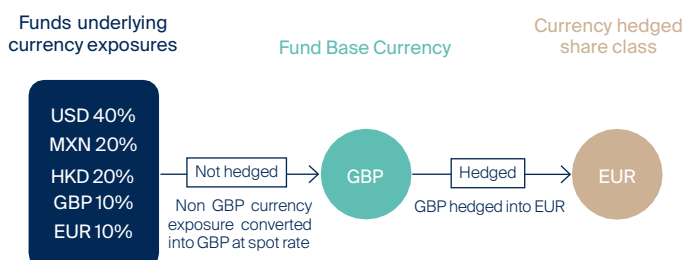 Funds underlying
currency exposures
Fund Base Currency
Currency hedged
share class
USD 40%
MXN 20%
HKD 20%
GBP 10%
EUR 10%
Not hedged
Non GBP currency
exposure converted
into GBP at spot rate
GBP
Hedged
GBP hedged into EUR
EUR